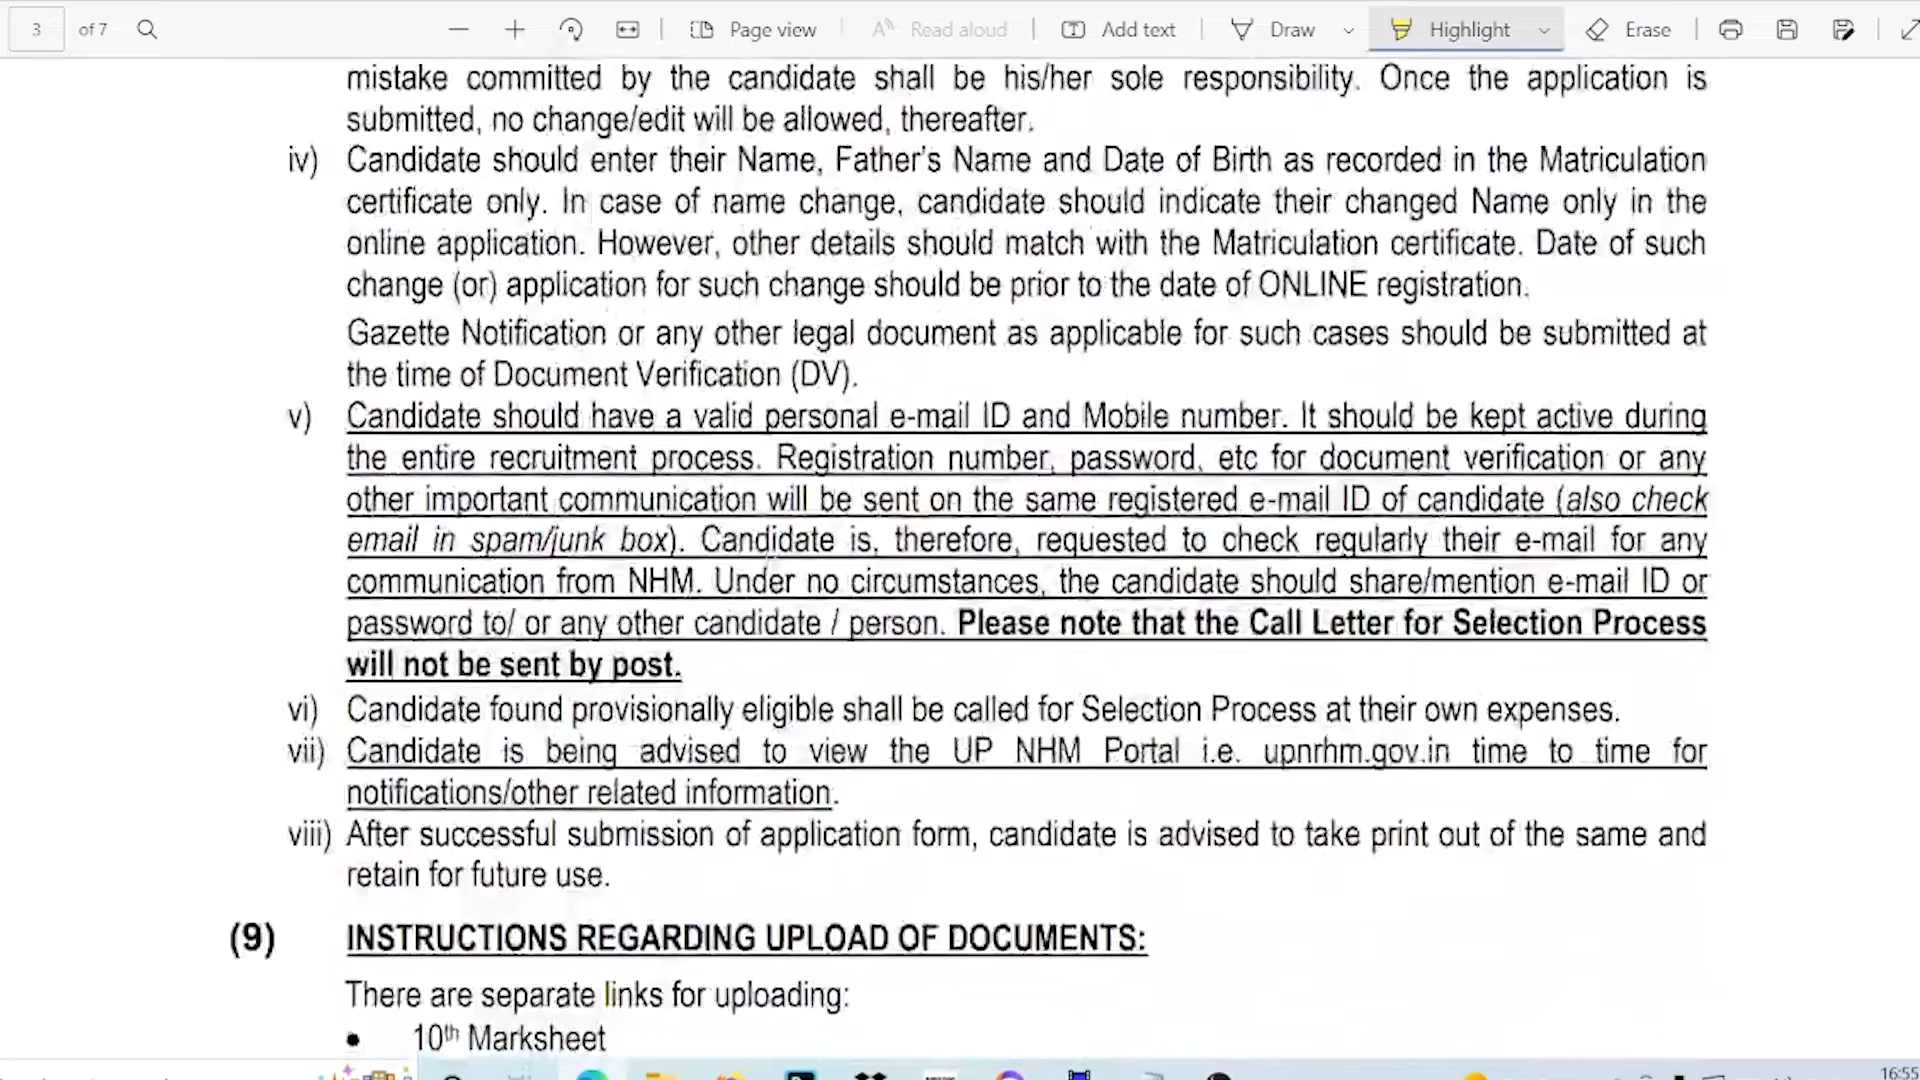 3 of 7 Page view Read aloud Add text Draw Highlight Erase
mistake committed by the candidate shall be his/her sole responsibility. Once the application is
submitted, no change/edit will be allowed, thereafter.
iv) Candidate should enter their Name, Father's Name and Date of Birth as recorded in the Matriculation
certificate only. In case of name change, candidate should indicate their changed Name only in the
online application. However, other details should match with the Matriculation certificate. Date of such
change (or) application for such change should be prior to the date of ONLINE registration.
Gazette Notification or any other legal document as applicable for such cases should be submitted at
the time of Document Verification (DV).
v) Candidate should have a valid personal e-mail ID and Mobile number. It should be kept active during
the entire recruitment process. Registration number, password, etc for document verification or any
other important communication will be sent on the same registered e-mail ID of candidate (also check
email in spam/junk box). Candidate is, therefore, requested to check regularly their e-mail for any
communication from NHM. Under no circumstances, the candidate should share/mention e-mail ID or
password to/ or any other candidate / person. Please note that the Call Letter for Selection Process
will not be sent by post.
vi) Candidate found provisionally eligible shall be called for Selection Process at their own expenses.
vii) Candidate is being advised to view the UP NHM Portal i.e. upnrhm.gov.in time to time for
notifications/other related information.
viii) After successful submission of application form, candidate is advised to take print out of the same and
retain for future use.
(9) INSTRUCTIONS REGARDING UPLOAD OF DOCUMENTS:
There are separate links for uploading:
• 10th Marksheet
16:55